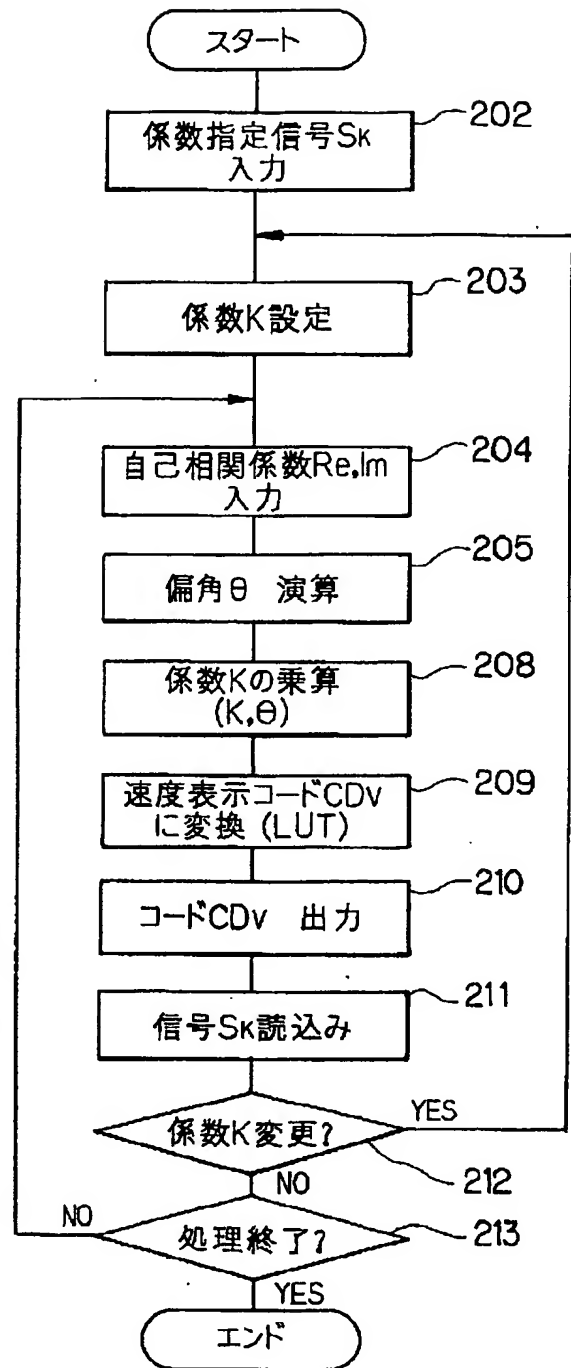 スタート
202
係数指定信号Sk
入力
203
係数K設定
204
自己相関係数Re,Im
入力
205
偏角θ 演算
208
係数Kの乗算
(K,θ)
209
速度表示コードCDv
に変換 (LUT)
210
コードCDv 出力
211
信号Sk読込み
係数K変更?
YES
212
NO
NO
処理終了?
213
YES
エンド